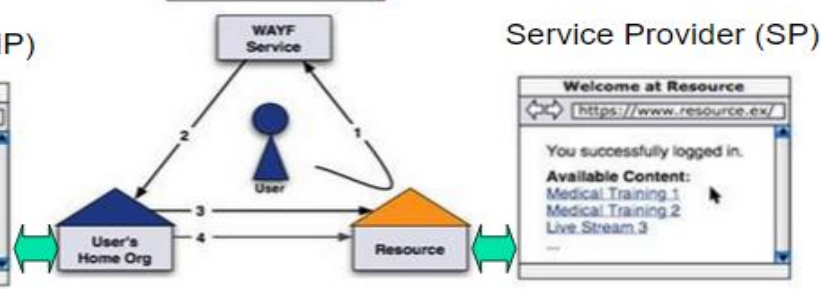 IP)
WAYF
Service
Service Provider (SP)
2
1
User
3
4
User's
Home Org
Resource
Welcome at Resource
https://www.resource.ex/
You successfully logged in.
Available Content:
Medical Training 1
Medical Training 2
Live Stream 3
...